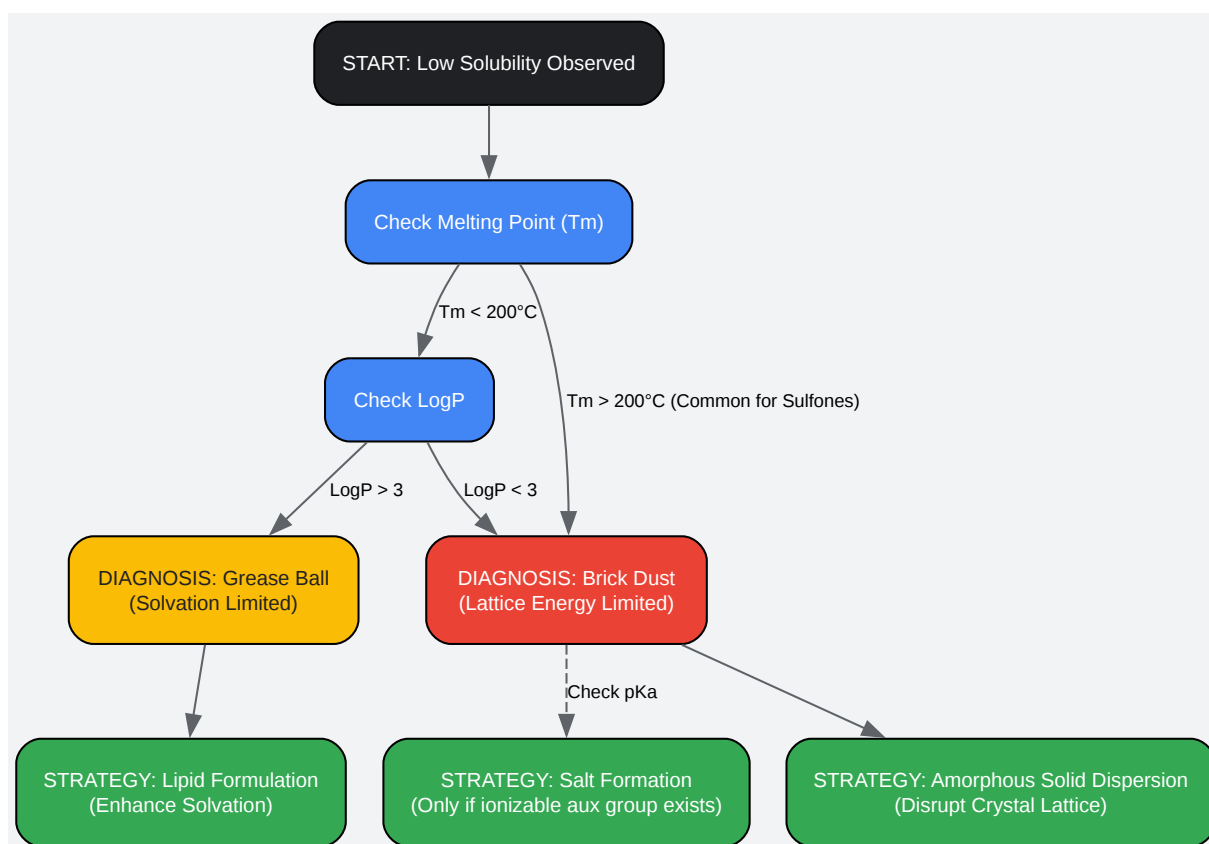 START: Low Solubility Observed
Check Melting Point (Tm)
Tm < 200°C
Check LogP
Tm > 200°C (Common for Sulfones)
LogP > 3
LogP < 3
DIAGNOSIS: Grease Ball
(Solvation Limited)
DIAGNOSIS: Brick Dust
(Lattice Energy Limited)
Check pKa
STRATEGY: Lipid Formulation
(Enhance Solvation)
STRATEGY: Salt Formation
(Only if ionizable aux group exists)
STRATEGY: Amorphous Solid Dispersion
(Disrupt Crystal Lattice)